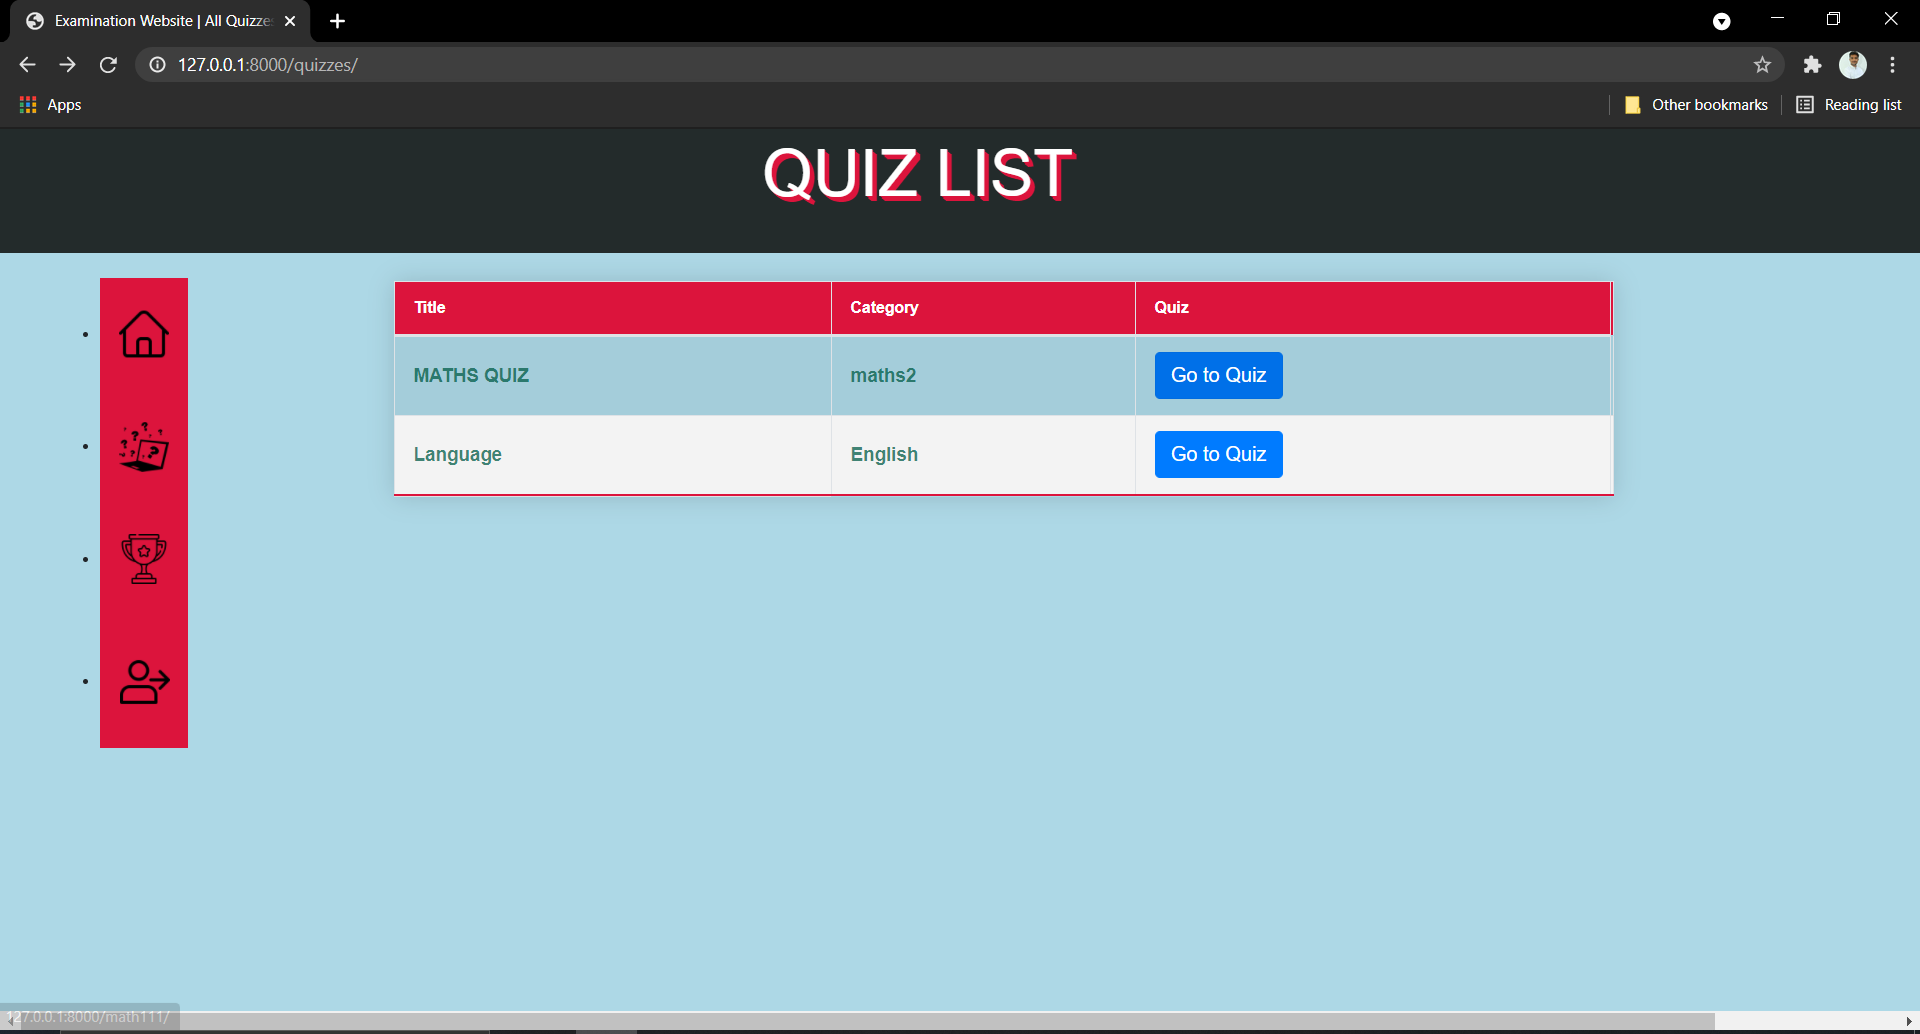 Examination Website | All Quizze
127.0.0.1:8000/quizzes/
Apps
Other bookmarks
Reading list
QUIZ LIST
Title Category Quiz
MATHS QUIZ maths2 Go to Quiz
Language English Go to Quiz
127.0.0.1:8000/math111/